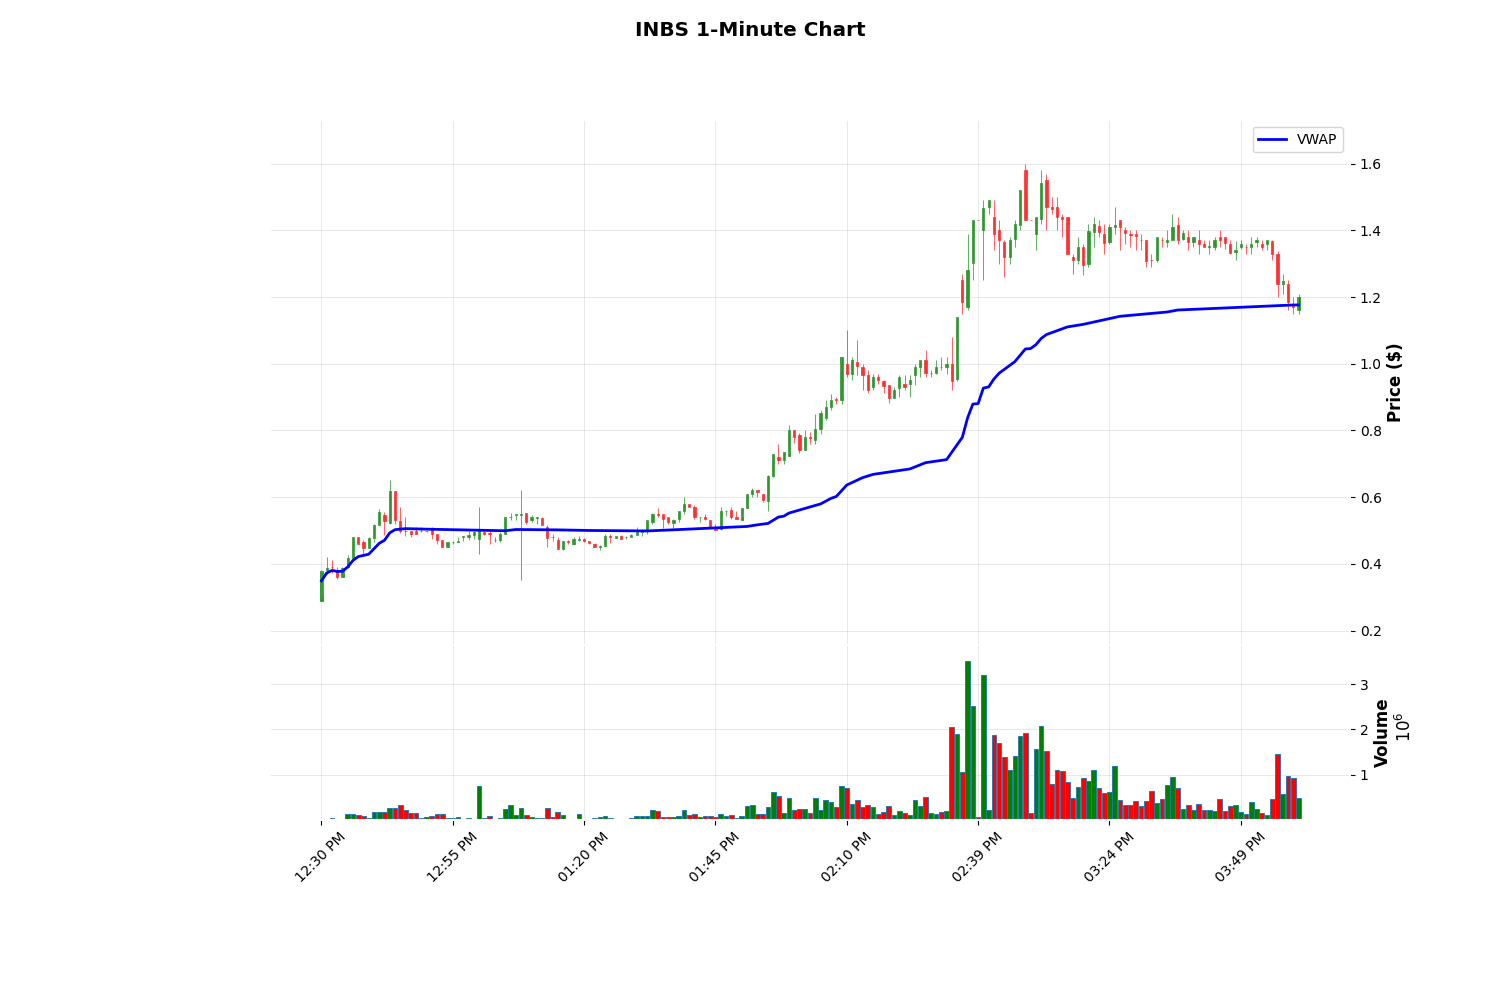 INBS 1-Minute Chart
VWAP
1.6
1.4
1.2
1.0
0.8
0.6
0.4
0.2
Price ($)
3
2
1
Volume
10^6
12:30 PM
12:55 PM
01:20 PM
01:45 PM
02:10 PM
02:39 PM
03:24 PM
03:49 PM